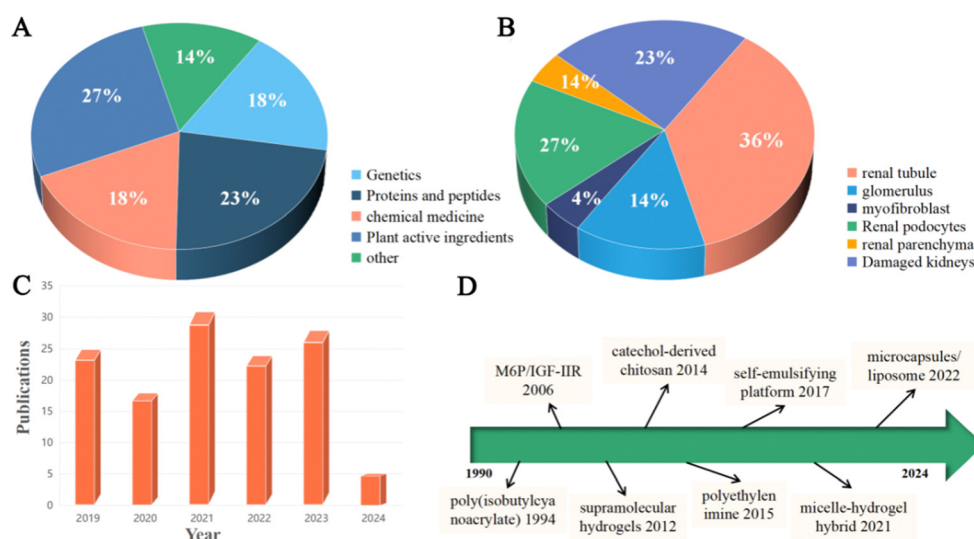 A
14%
18%
27%
18%
23%
Genetics
Proteins and peptides
chemical medicine
Plant active ingredients
other
B
23%
14%
36%
27%
4%
14%
renal tubule
glomerulus
myofibroblast
Renal podocytes
renal parenchyma
Damaged kidneys
C
Publications
35
30
25
20
15
10
5
0
2019
2020
2021
2022
2023
2024
Year
D
M6P/IGF-IIR
2006
catechol-derived
chitosan 2014
self-emulsifying
platform 2017
microcapsules/
liposome 2022
1990
2024
poly(isobutylcya
noacrylate) 1994
supramolecular
hydrogels 2012
polyethylen
imine 2015
micelle-hydrogel
hybrid 2021